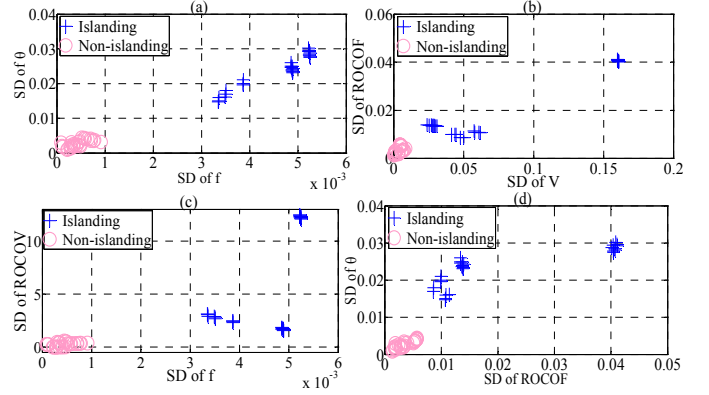 (a)
Islanding
Non-islanding
0.04
0.03
0.02
0.01
0
SD of θ
0
1
2
3
4
5
6
SD of f
x 10⁻³
(b)
Islanding
Non-islanding
0.06
0.04
0.02
0
SD of ROCOF
0
0.05
0.1
0.15
0.2
SD of V
(c)
Islanding
Non-islanding
10
5
0
SD of ROCOV
0
1
2
3
4
5
6
SD of f
x 10⁻³
(d)
Islanding
Non-islanding
0.04
0.03
0.02
0.01
0
SD of θ
0
0.01
0.02
0.03
0.04
0.05
SD of ROCOF